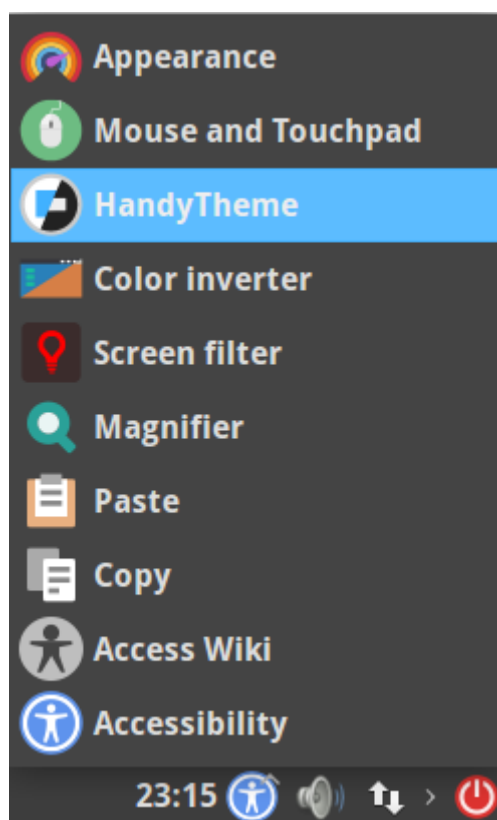 Appearance
Mouse and Touchpad
HandyTheme
Color inverter
Screen filter
Magnifier
Paste
Copy
Access Wiki
Accessibility
23:15